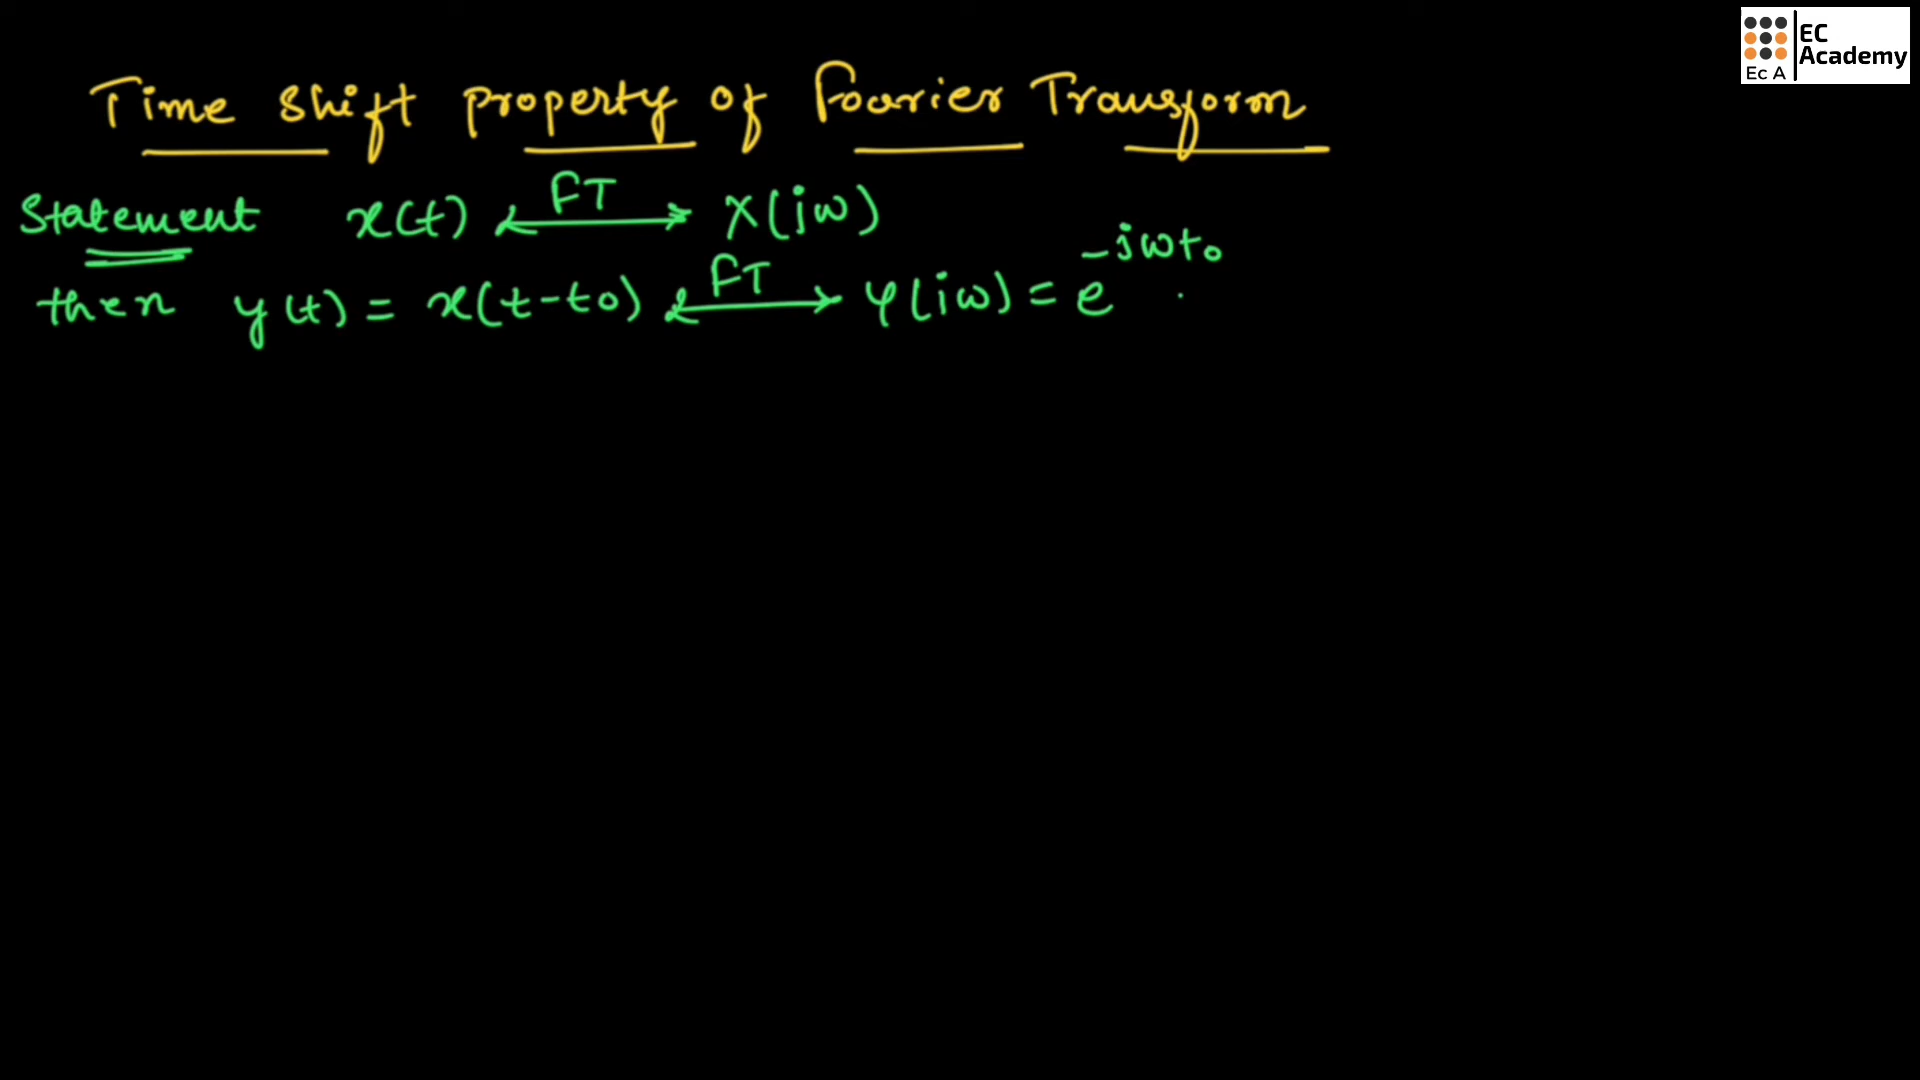 EC
Academy
Ec A
Time shift property of Fourier Transform
Statement x(t) <--FT--> X(jω)
then y(t) = x(t-t0) <--FT--> Y(jω) = e^{-jωt0} .